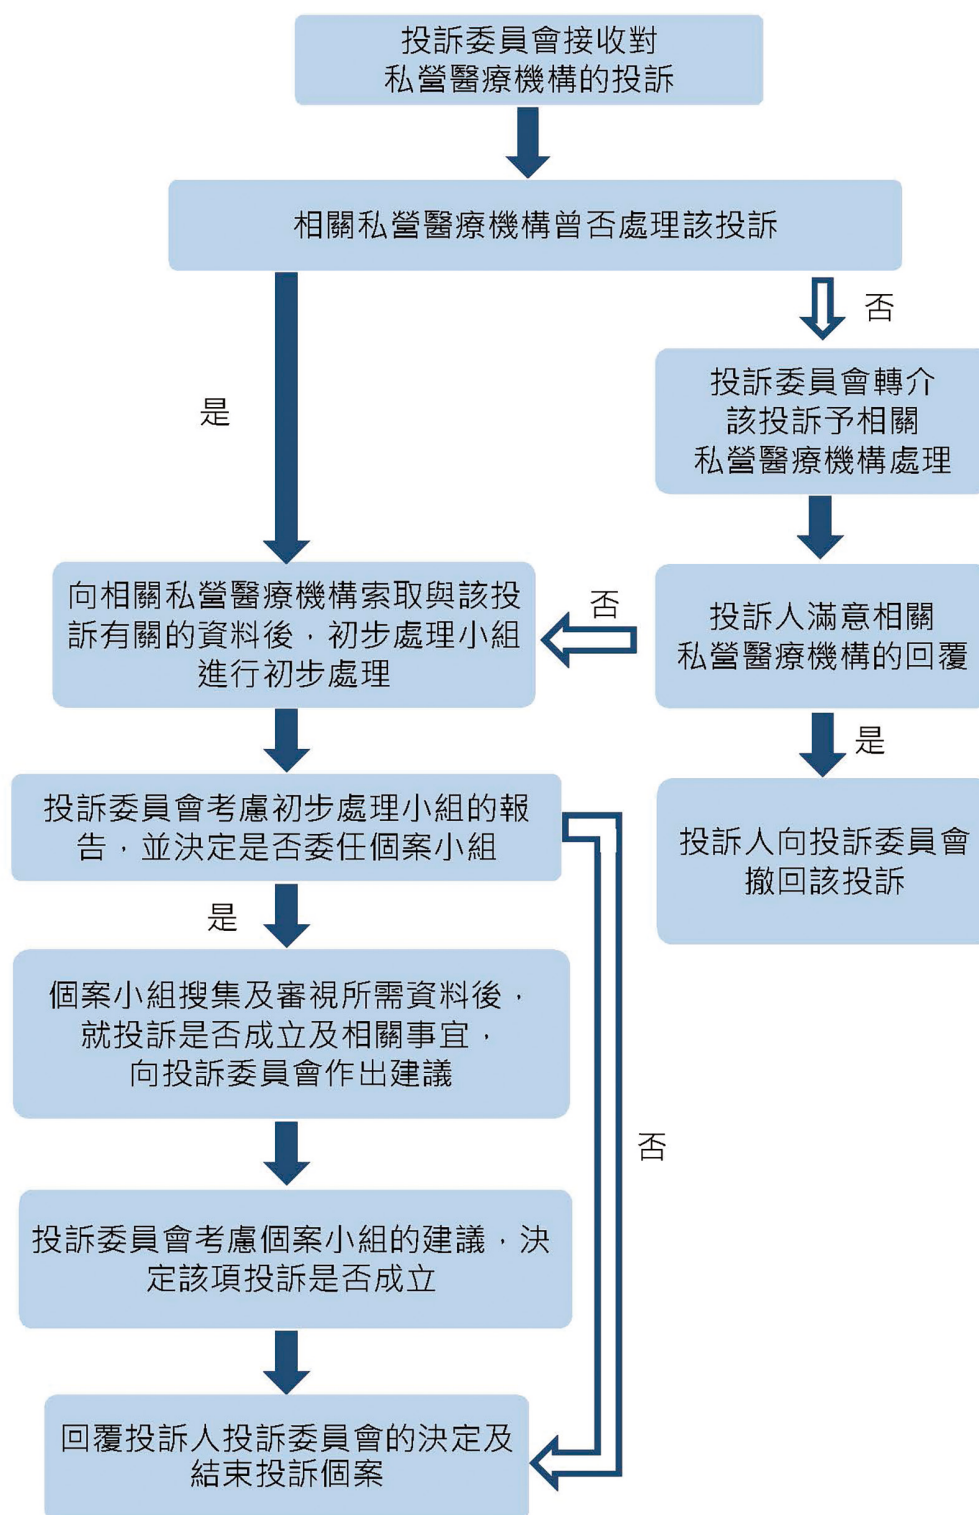 投訴委員會接收對
私營醫療機構的投訴
相關私營醫療機構曾否處理該投訴
是
否
投訴委員會轉介
該投訴予相關
私營醫療機構處理
向相關私營醫療機構索取與該投
訴有關的資料後，初步處理小組
進行初步處理
否
投訴人滿意相關
私營醫療機構的回覆
是
投訴人向投訴委員會
撤回該投訴
投訴委員會考慮初步處理小組的報
告，並決定是否委任個案小組
是
個案小組搜集及審視所需資料後，
就投訴是否成立及相關事宜，
向投訴委員會作出建議
否
投訴委員會考慮個案小組的建議，決
定該項投訴是否成立
回覆投訴人投訴委員會的決定及
結束投訴個案